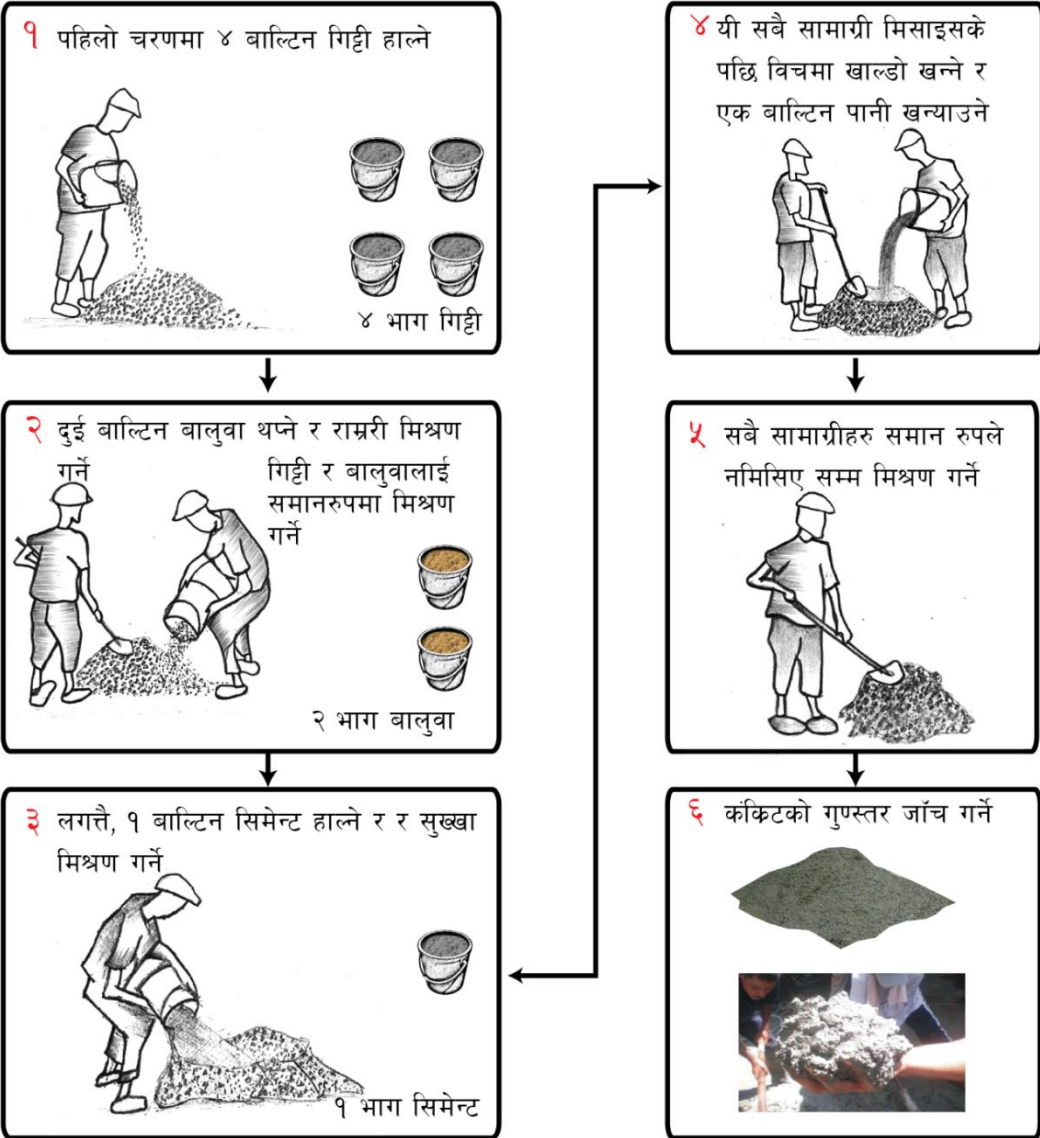 १ पहिलो चरणमा ४ बाल्टिन गिट्टी हाल्ने
४ भाग गिट्टी
२ दुई बाल्टिन बालुवा थप्ने र राम्ररी मिश्रण
गर्ने
गिट्टी र बालुवालाई
समानरुपमा मिश्रण
गर्ने
२ भाग बालुवा
३ लगत्तै, १ बाल्टिन सिमेन्ट हाल्ने र र सुख्खा
मिश्रण गर्ने
१ भाग सिमेन्ट
४ यी सबै सामाग्री मिसाइसके
पछि विचमा खाल्डो खन्ने र
एक बाल्टिन पानी खन्याउने
५ सबै सामाग्रीहरु समान रुपले
नमिसिए सम्म मिश्रण गर्ने
६ कंकिटको गुण्स्तर जाँच गर्ने